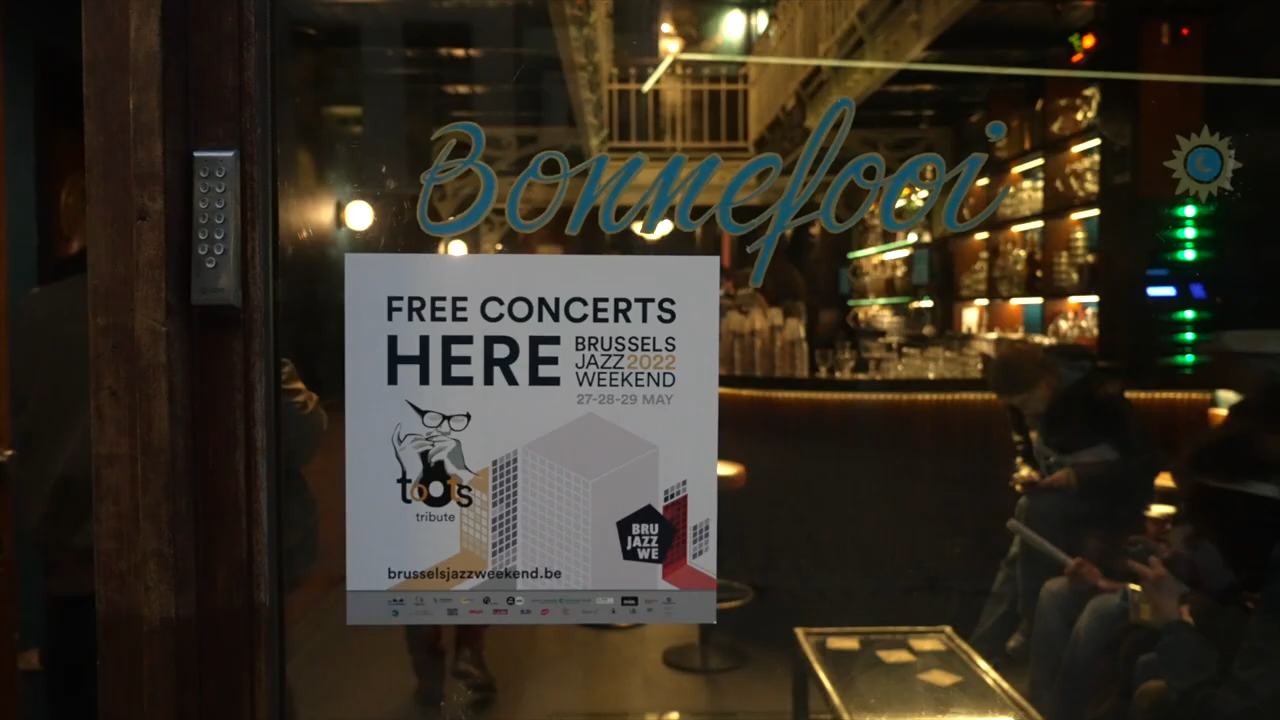 Bonnefooi
FREE CONCERTS
HERE
BRUSSELS
JAZZ 2022
WEEKEND
27-28-29 MAY
toots
tribute
BRU
JAZZ
WE
brusselsjazzweekend.be